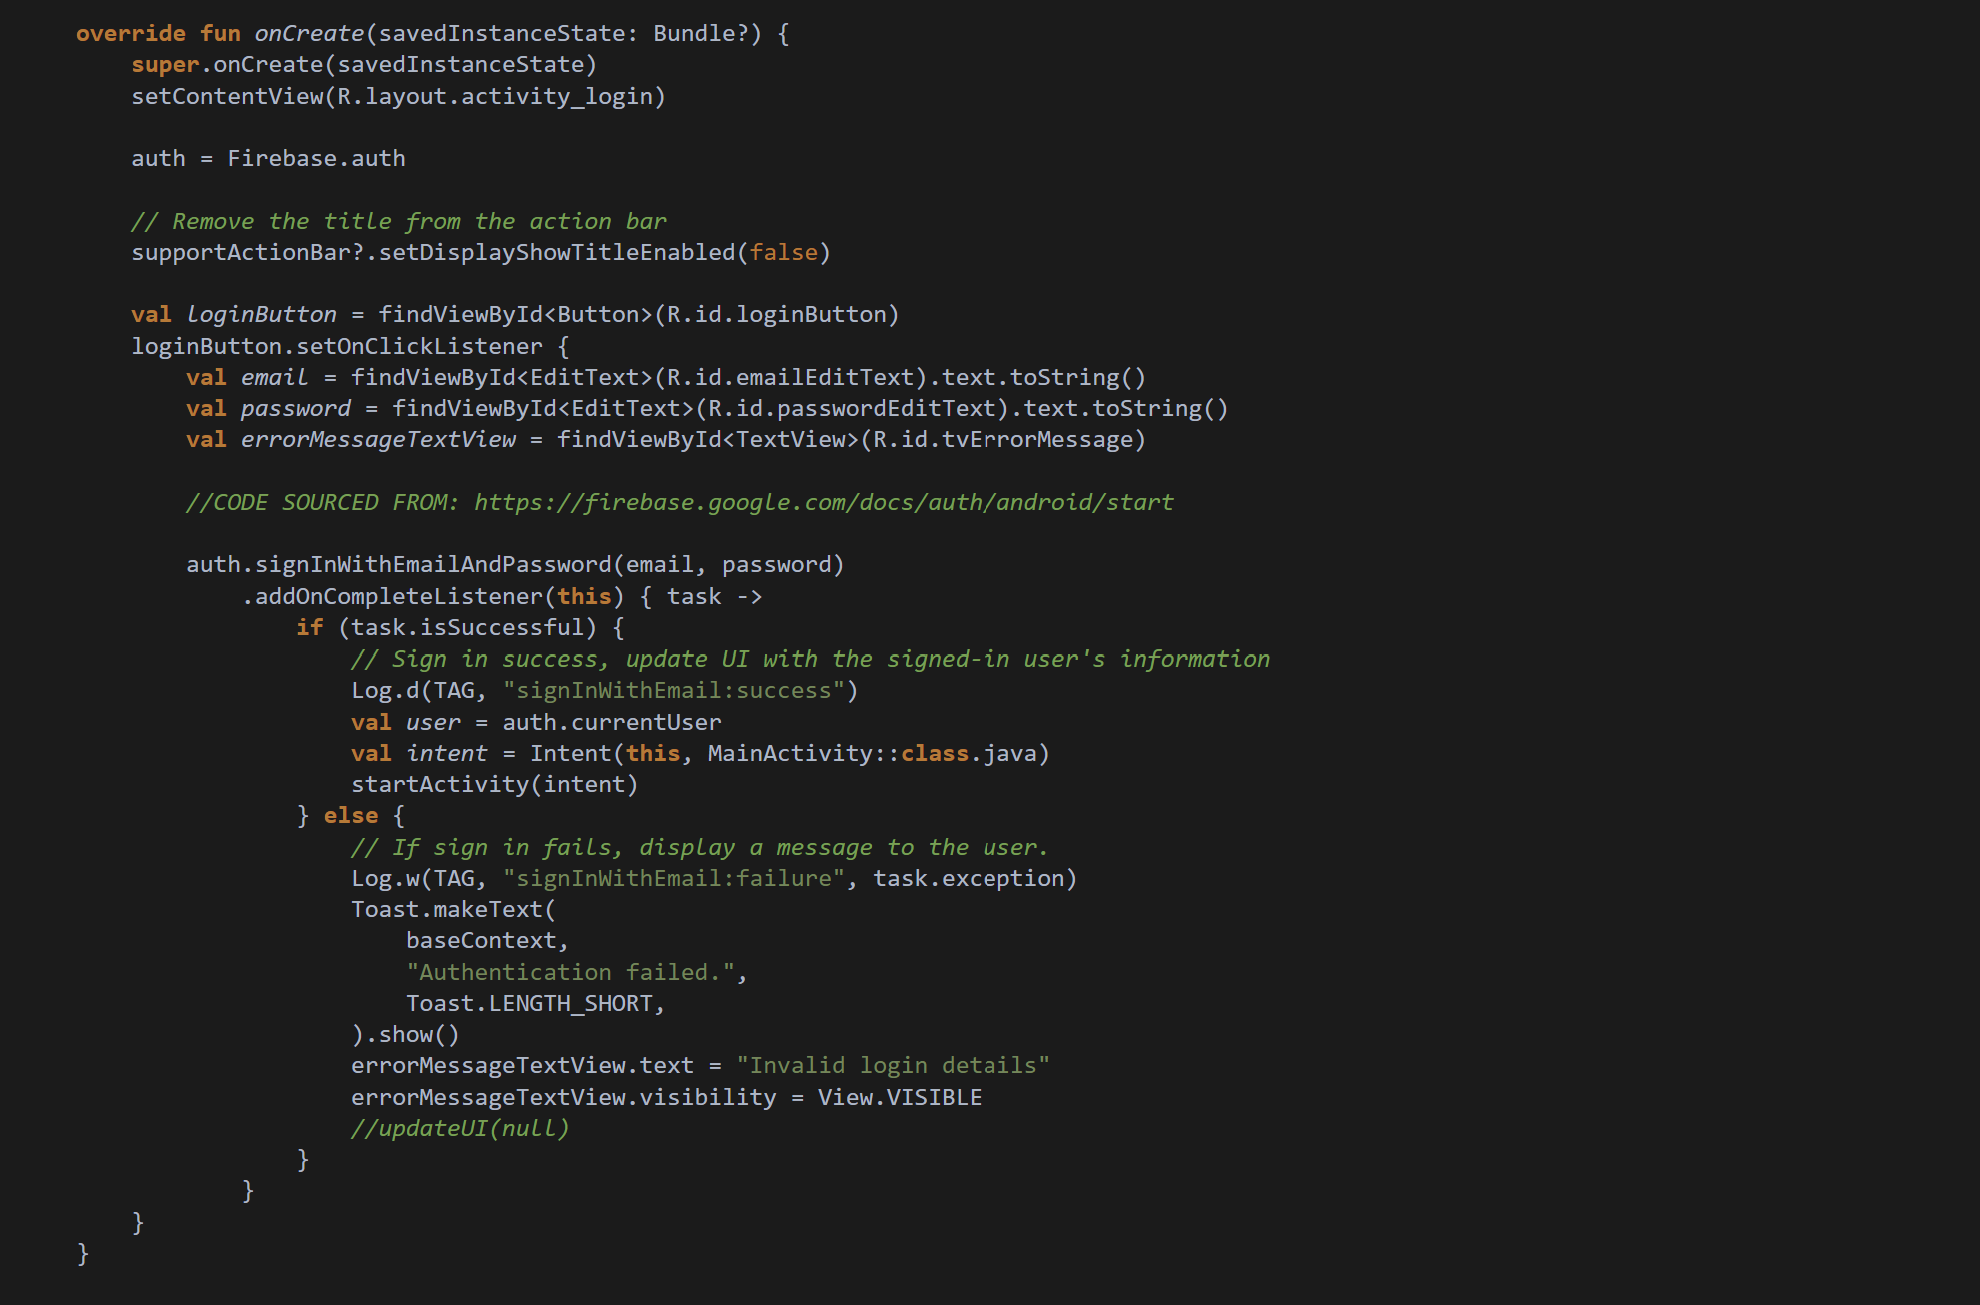 override fun onCreate(savedInstanceState: Bundle?) {
    super.onCreate(savedInstanceState)
    setContentView(R.layout.activity_login)

    auth = Firebase.auth

    // Remove the title from the action bar
    supportActionBar?.setDisplayShowTitleEnabled(false)

    val loginButton = findViewById<Button>(R.id.loginButton)
    loginButton.setOnClickListener {
        val email = findViewById<EditText>(R.id.emailEditText).text.toString()
        val password = findViewById<EditText>(R.id.passwordEditText).text.toString()
        val errorMessageTextView = findViewById<TextView>(R.id.tvErrorMessage)

        //CODE SOURCED FROM: https://firebase.google.com/docs/auth/android/start

        auth.signInWithEmailAndPassword(email, password)
            .addOnCompleteListener(this) { task ->
                if (task.isSuccessful) {
                    // Sign in success, update UI with the signed-in user's information
                    Log.d(TAG, "signInWithEmail:success")
                    val user = auth.currentUser
                    val intent = Intent(this, MainActivity::class.java)
                    startActivity(intent)
                } else {
                    // If sign in fails, display a message to the user.
                    Log.w(TAG, "signInWithEmail:failure", task.exception)
                    Toast.makeText(
                        baseContext,
                        "Authentication failed.",
                        Toast.LENGTH_SHORT,
                    ).show()
                    errorMessageTextView.text = "Invalid login details"
                    errorMessageTextView.visibility = View.VISIBLE
                    //updateUI(null)
                }
            }
    }
}